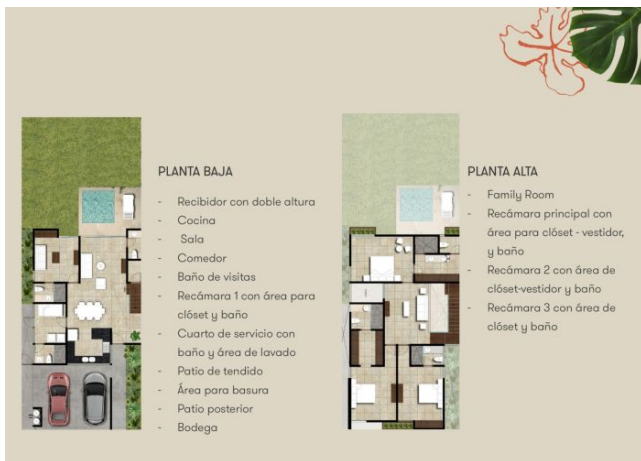 PLANTA BAJA
- Recibidor con doble altura
- Cocina
- Sala
- Comedor
- Baño de visitas
- Recámara 1 con área para
clóset y baño
- Cuarto de servicio con
baño y área de lavado
- Patio de tendido
- Área para basura
- Patio posterior
- Bodega
PLANTA ALTA
- Family Room
- Recámara principal con
área para clóset - vestidor,
y baño
- Recámara 2 con área de
clóset-vestidor y baño
- Recámara 3 con área de
clóset y baño